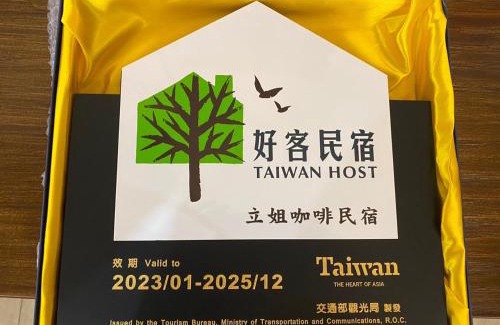 好客民宿
TAIWAN HOST
立姐咖啡民宿
效期 Valid to
2023/01-2025/12
Taiwan
THE HEART OF ASIA
交通部觀光局 製發
Issued by the Tourism Bureau, Ministry of Transportation and Communications, R.O.C.